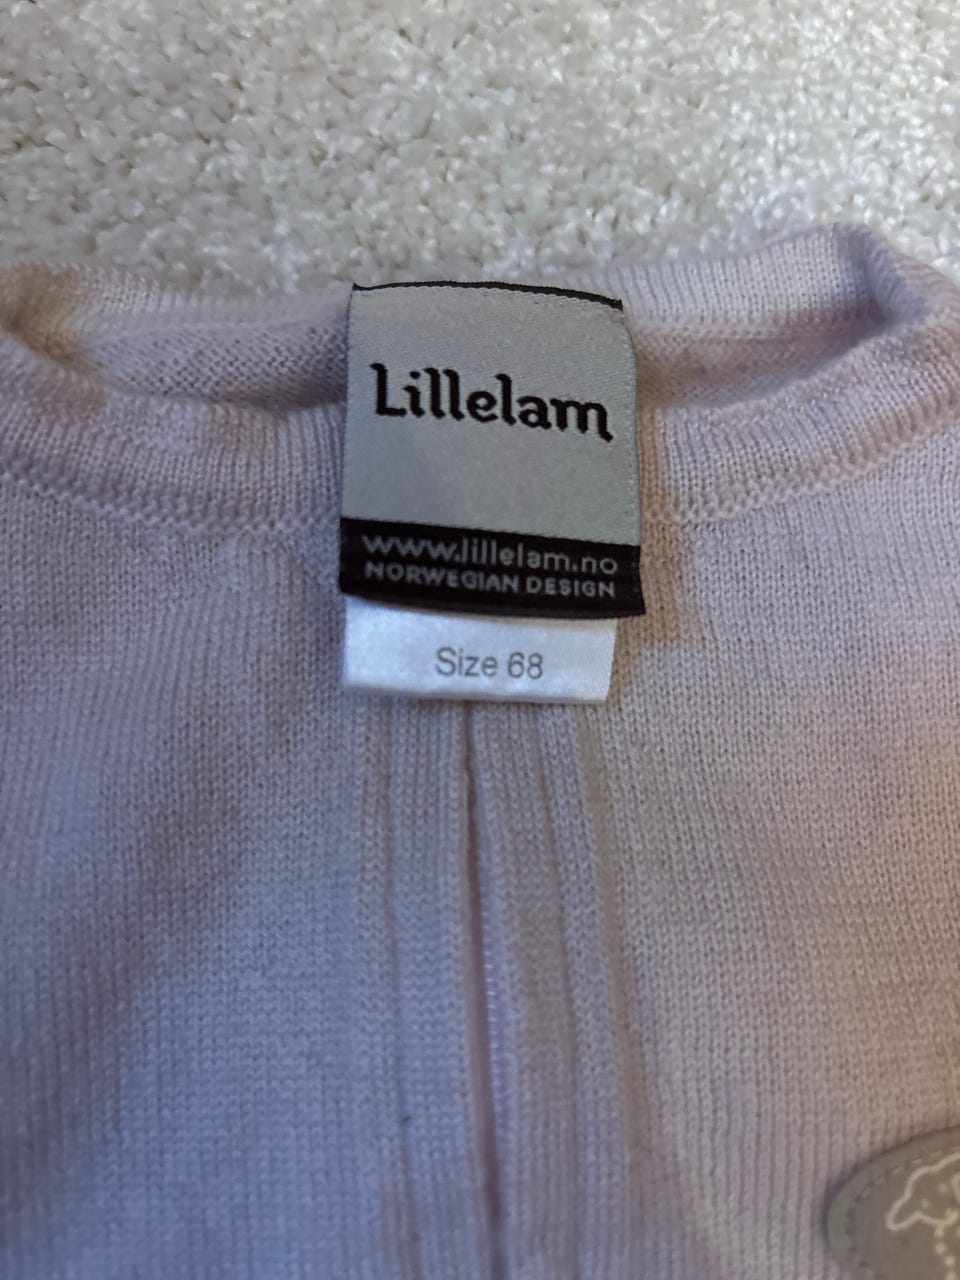 Lillelam
www.lillelam.no
NORWEGIAN DESIGN
Size 68